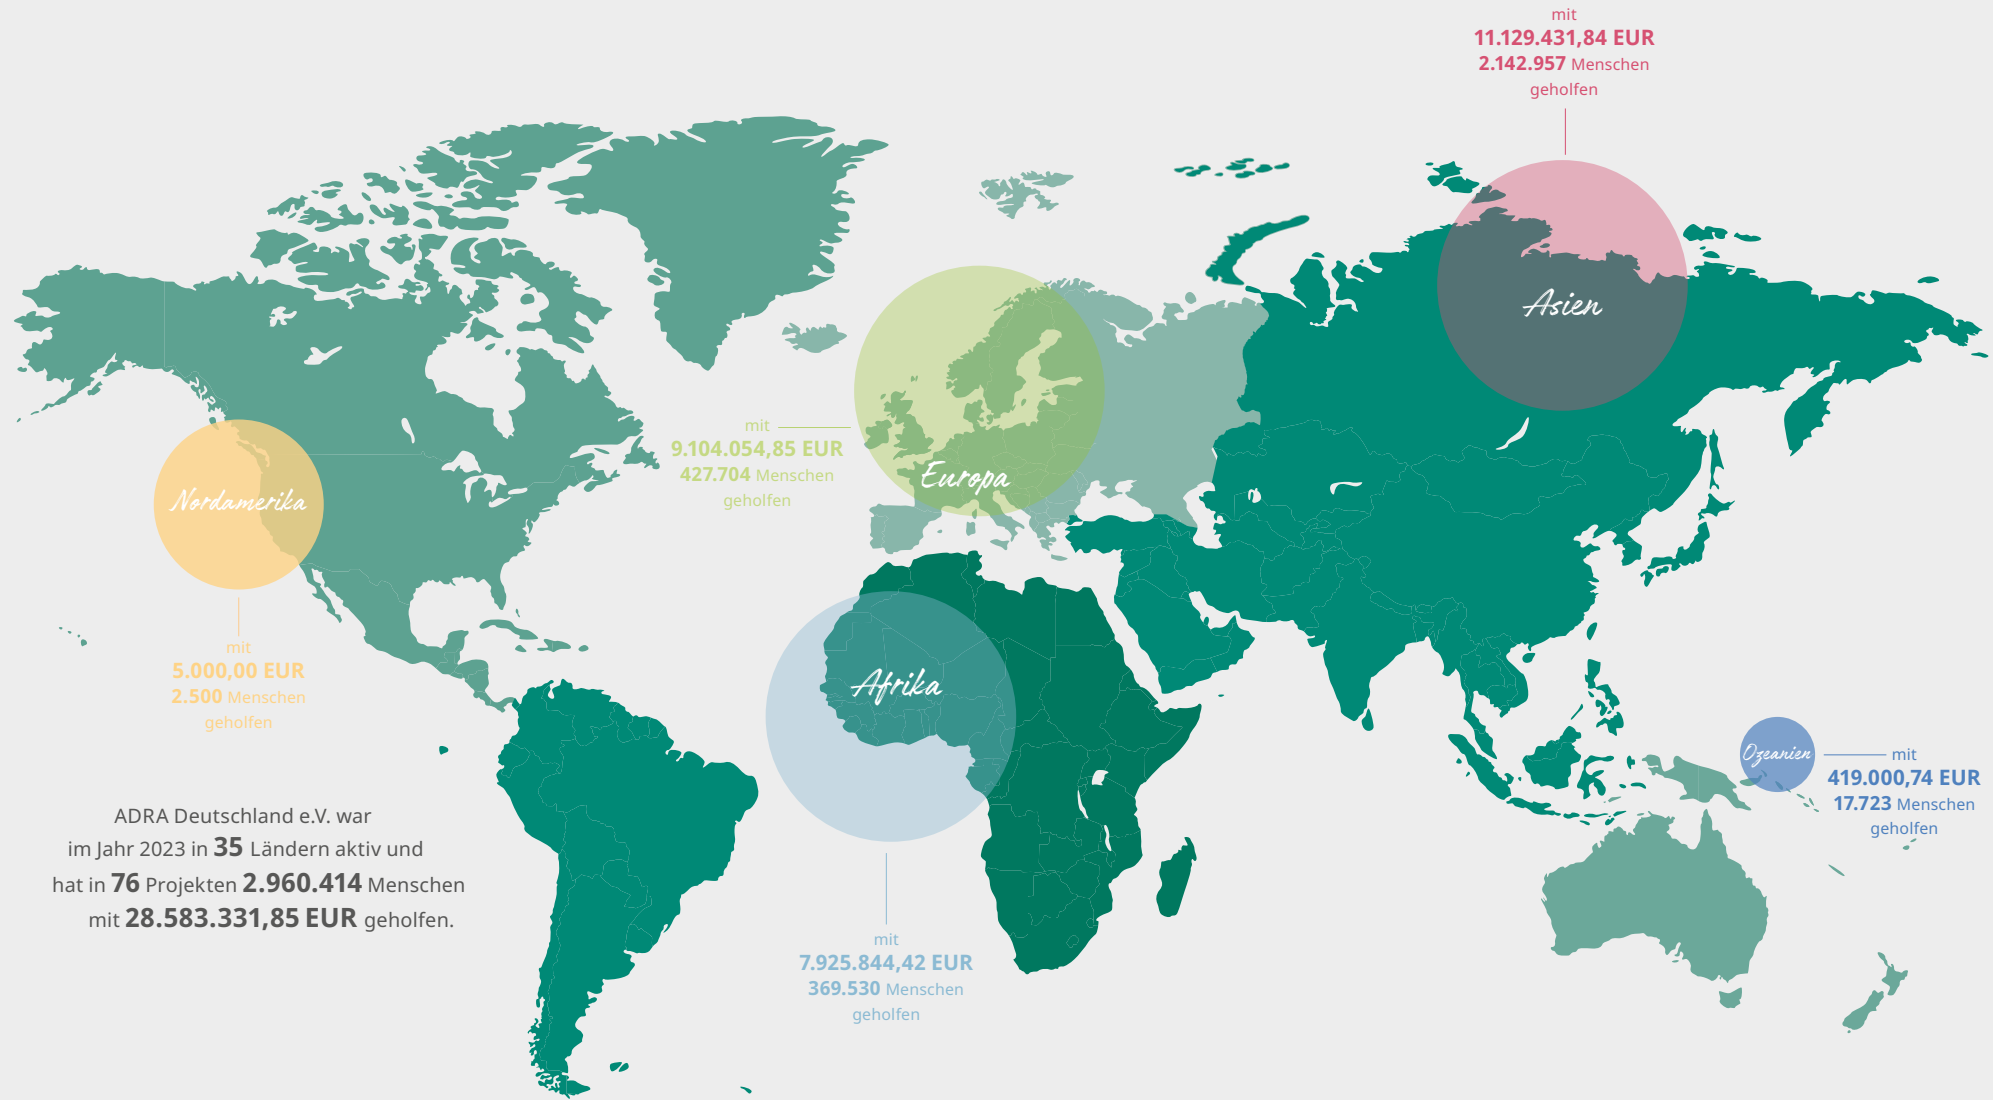 mit
11.129.431,84 EUR
2.142.957 Menschen
geholfen
Asien
Europa
mit
9.104.054,85 EUR
427.704 Menschen
geholfen
Nordamerika
mit
5.000,00 EUR
2.500 Menschen
geholfen
Afrika
mit
7.925.844,42 EUR
369.530 Menschen
geholfen
Ozeanien
mit
419.000,74 EUR
17.723 Menschen
geholfen
ADRA Deutschland e.V. war
im Jahr 2023 in 35 Ländern aktiv und
hat in 76 Projekten 2.960.414 Menschen
mit 28.583.331,85 EUR geholfen.